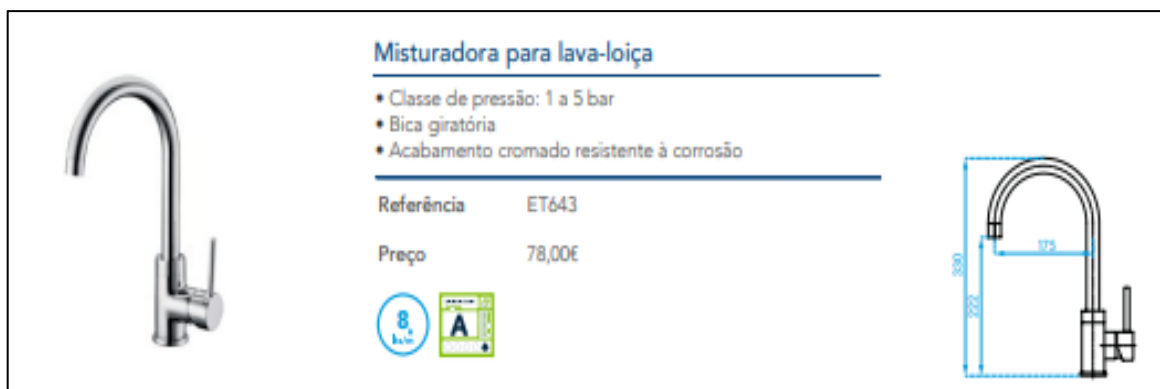 Misturadora para lava-loiça
• Classe de pressão: 1 a 5 bar
• Bica giratória
• Acabamento cromado resistente à corrosão
Referência ET643
Preço 78,00€
8
A
330
222
175